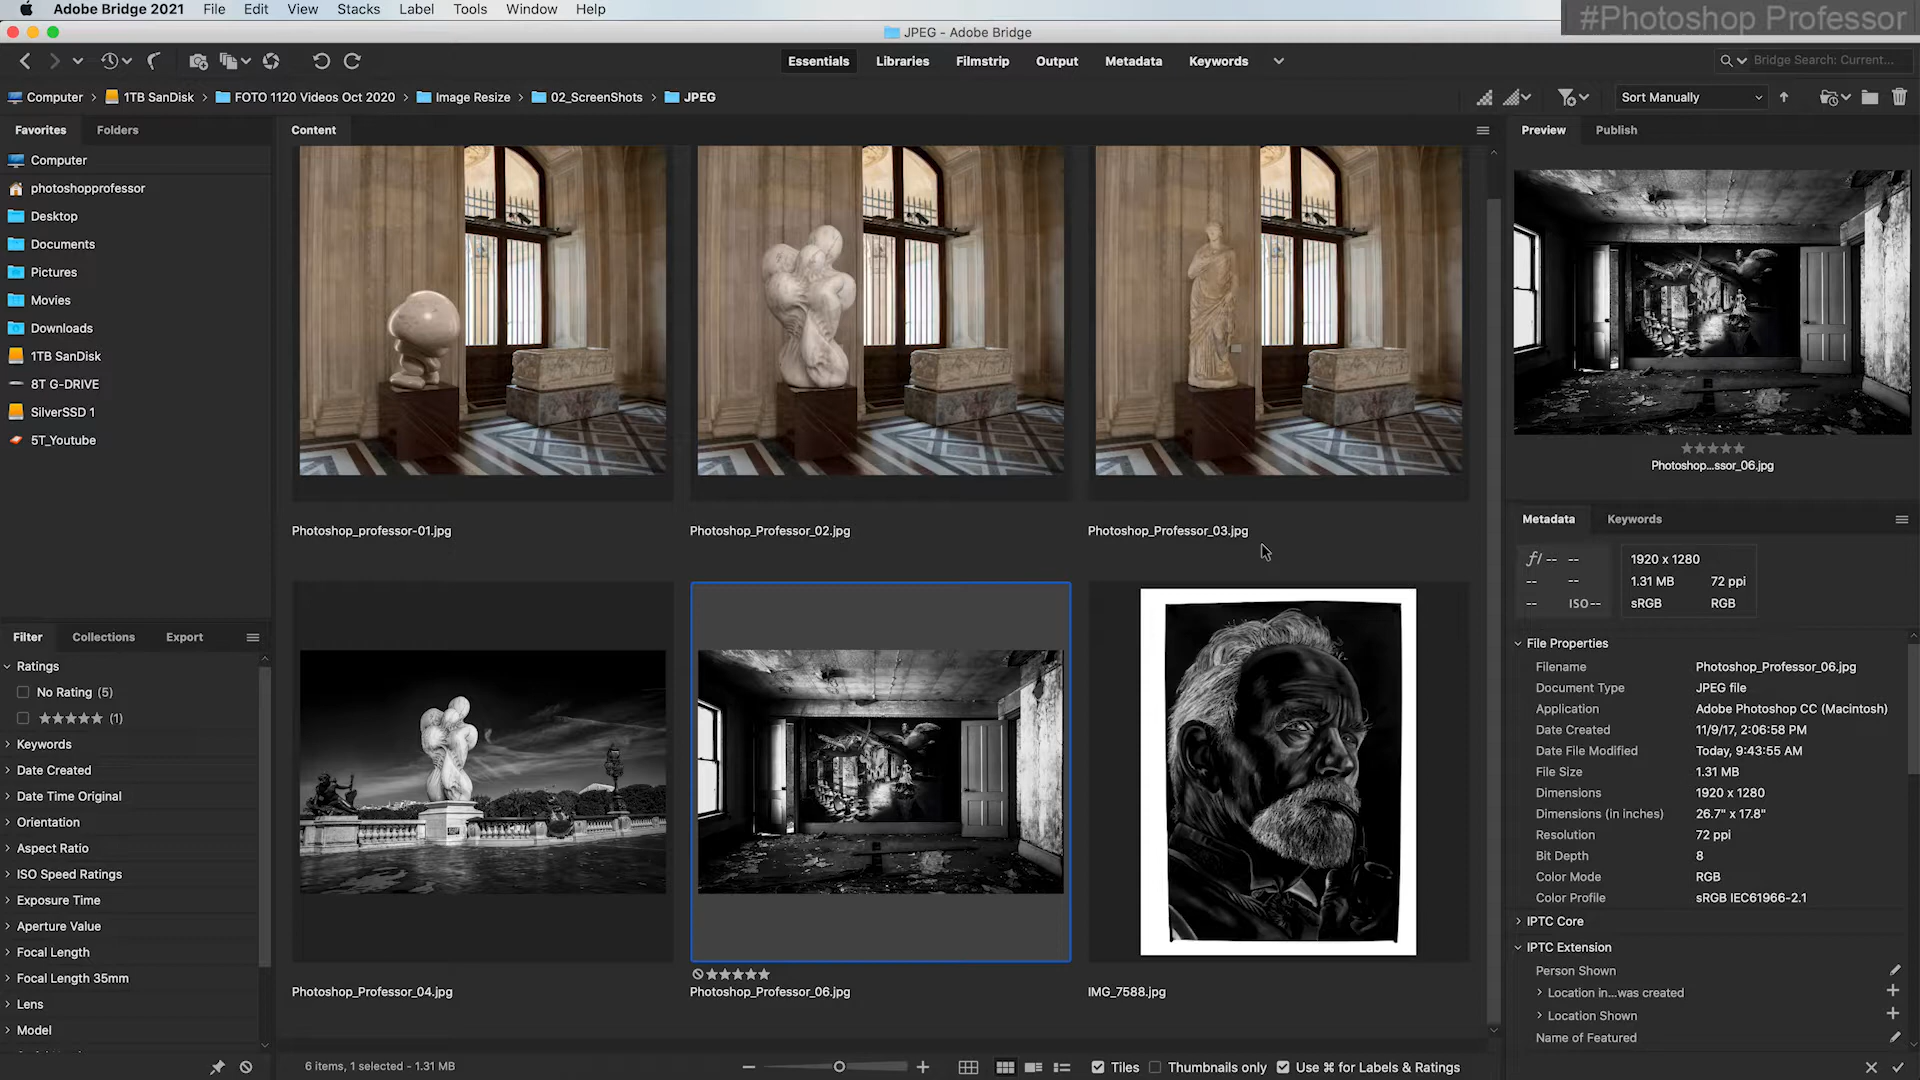 Adobe Bridge 2021 File Edit View Stacks Label Tools Window Help
#Photoshop Professor
JPEG - Adobe Bridge
Essentials Libraries Filmstrip Output Metadata Keywords
Bridge Search: Current...
Computer 1TB SanDisk FOTO 1120 Videos Oct 2020 Image Resize 02_ScreenShots JPEG
Sort Manually
Favorites Folders
Computer
photoshopprofessor
Desktop
Documents
Pictures
Movies
Downloads
1TB SanDisk
8T G-DRIVE
SilverSSD 1
5T_Youtube
Filter Collections Export
Ratings
No Rating (5)
★★★★★ (1)
Keywords
Date Created
Date Time Original
Orientation
Aspect Ratio
ISO Speed Ratings
Exposure Time
Aperture Value
Focal Length
Focal Length 35mm
Lens
Model
Content
Photoshop_professor-01.jpg
Photoshop_Professor_02.jpg
Photoshop_Professor_03.jpg
Photoshop_Professor_04.jpg
Photoshop_Professor_06.jpg
IMG_7588.jpg
6 items, 1 selected - 1.31 MB
Tiles Thumbnails only Use ⌘ for Labels & Ratings
Preview Publish
Photoshop...ssor_06.jpg
Metadata Keywords
f/ -- --
-- --
-- ISO--
1920 x 1280
1.31 MB 72 ppi
sRGB RGB
File Properties
Filename Photoshop_Professor_06.jpg
Document Type JPEG file
Application Adobe Photoshop CC (Macintosh)
Date Created 11/9/17, 2:06:58 PM
Date File Modified Today, 9:43:55 AM
File Size 1.31 MB
Dimensions 1920 x 1280
Dimensions (in inches) 26.7" x 17.8"
Resolution 72 ppi
Bit Depth 8
Color Mode RGB
Color Profile sRGB IEC61966-2.1
IPTC Core
IPTC Extension
Person Shown
Location in...was created
Location Shown
Name of Featured